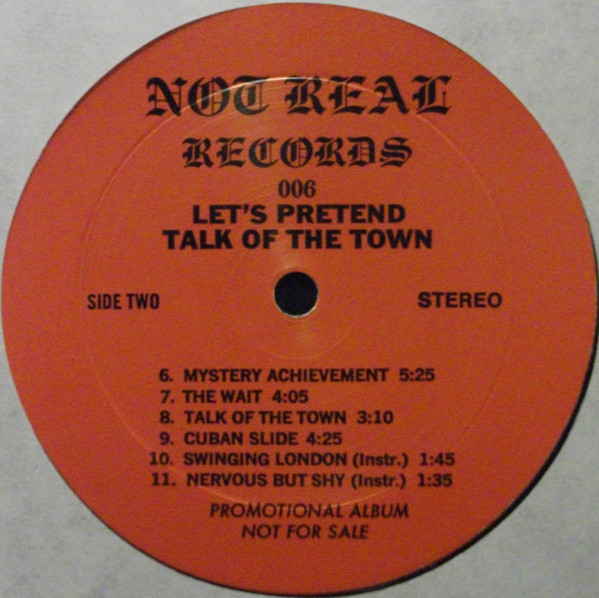 NOT REAL
RECORDS
006
LET'S PRETEND
TALK OF THE TOWN
SIDE TWO STEREO
6. MYSTERY ACHIEVEMENT 5:25
7. THE WAIT 4:05
8. TALK OF THE TOWN 3:10
9. CUBAN SLIDE 4:25
10. SWINGING LONDON (Instr.) 1:45
11. NERVOUS BUT SHY (Instr.) 1:35
PROMOTIONAL ALBUM
NOT FOR SALE